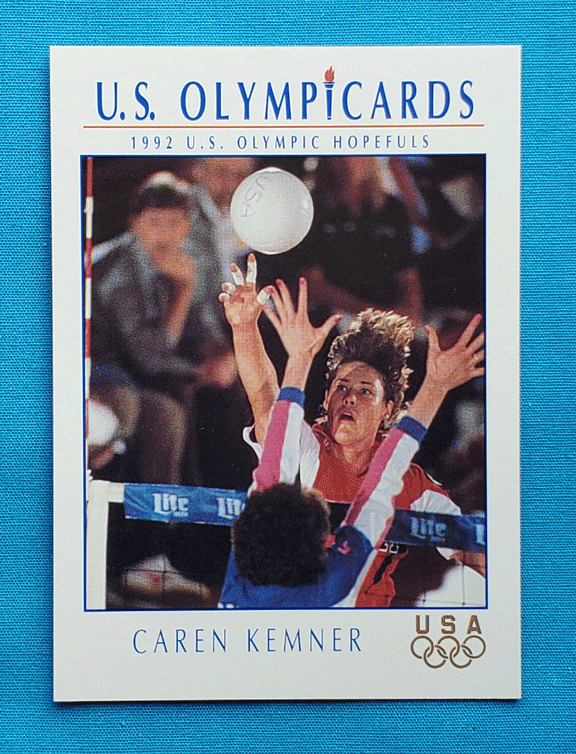 U.S. OLYMPICARDS
1992 U.S. OLYMPIC HOPEFULS
USA
Lite
Lite
Lite
CAREN KEMNER
USA